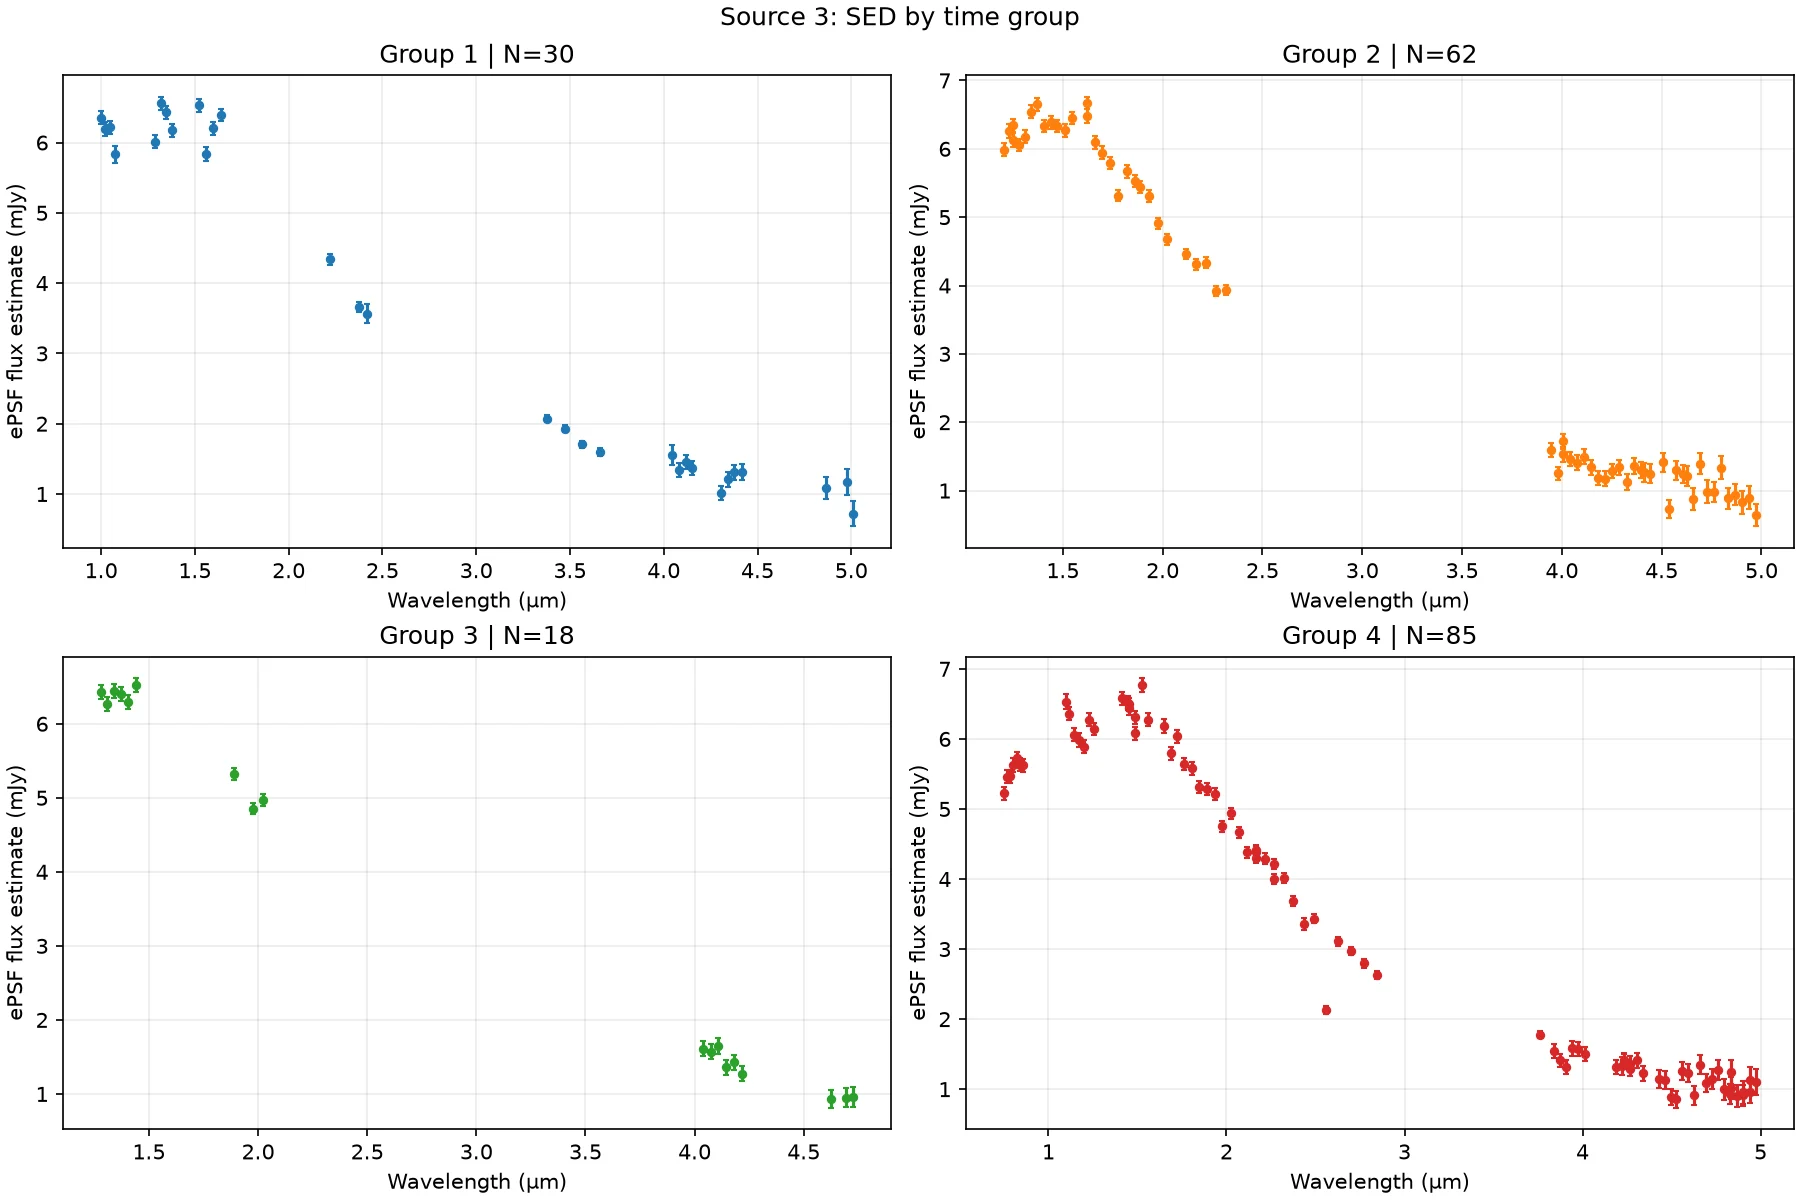 Source 3: SED by time group
Group 1 | N=30
ePSF flux estimate (mJy)
6
5
4
3
2
1
1.0 1.5 2.0 2.5 3.0 3.5 4.0 4.5 5.0
Wavelength (μm)
Group 2 | N=62
ePSF flux estimate (mJy)
7
6
5
4
3
2
1
1.5 2.0 2.5 3.0 3.5 4.0 4.5 5.0
Wavelength (μm)
Group 3 | N=18
ePSF flux estimate (mJy)
6
5
4
3
2
1
1.5 2.0 2.5 3.0 3.5 4.0 4.5
Wavelength (μm)
Group 4 | N=85
ePSF flux estimate (mJy)
7
6
5
4
3
2
1
1 2 3 4 5
Wavelength (μm)